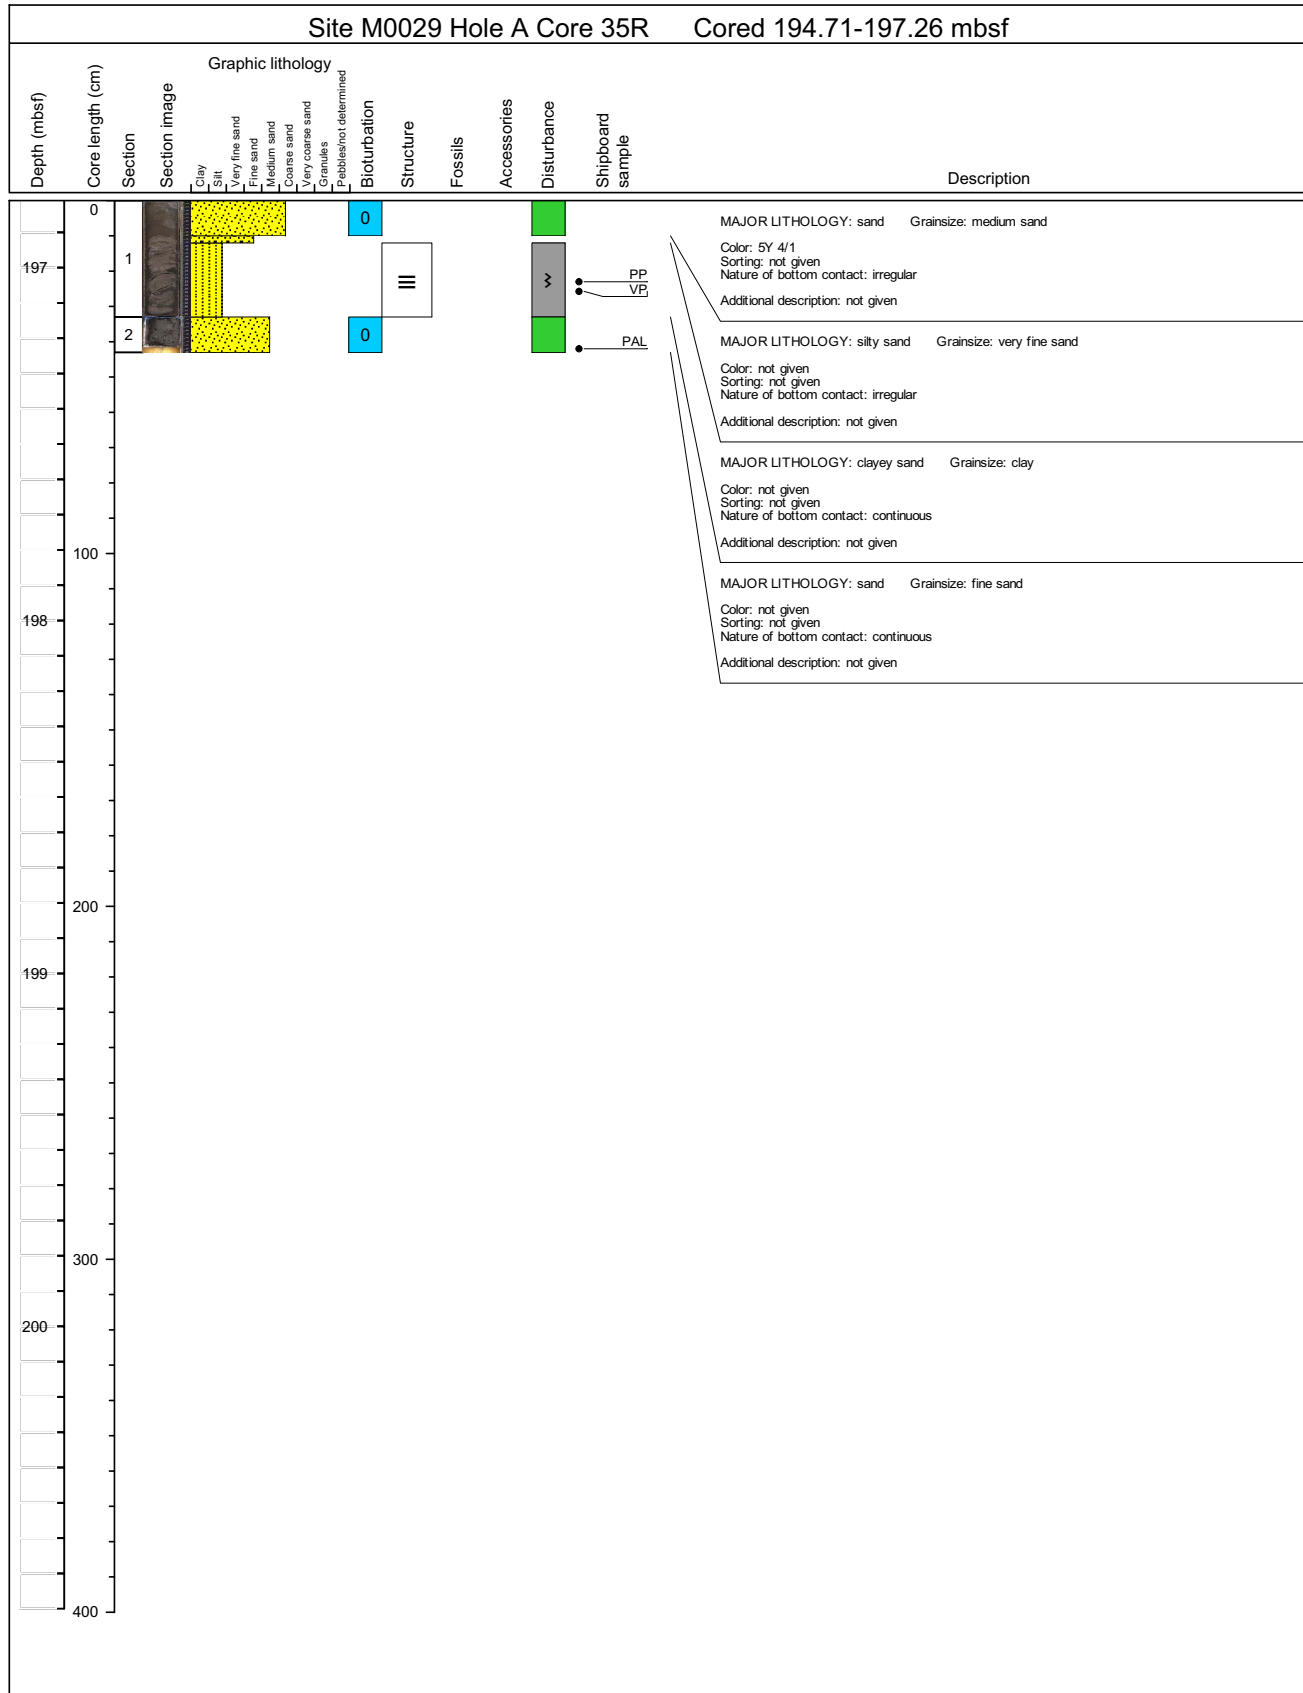 Site M0029 Hole A Core 35R Cored 194.71-197.26 mbsf
Graphic lithology
Depth (mbsf)
Core length (cm)
Section
Section image
Clay
Silt
Very fine sand
Fine sand
Medium sand
Coarse sand
Very coarse sand
Granules
Pebbles/not determined
Bioturbation
Structure
Fossils
Accessories
Disturbance
Shipboard
sample
Description
0
0
MAJOR LITHOLOGY: sand Grainsize: medium sand
Color: 5Y 4/1
Sorting: not given
Nature of bottom contact: irregular
Additional description: not given
197
1
PP
VP
2
0
PAL
MAJOR LITHOLOGY: silty sand Grainsize: very fine sand
Color: not given
Sorting: not given
Nature of bottom contact: irregular
Additional description: not given
MAJOR LITHOLOGY: clayey sand Grainsize: clay
Color: not given
Sorting: not given
Nature of bottom contact: continuous
Additional description: not given
100
MAJOR LITHOLOGY: sand Grainsize: fine sand
Color: not given
Sorting: not given
Nature of bottom contact: continuous
Additional description: not given
198
200
199
300
200
400